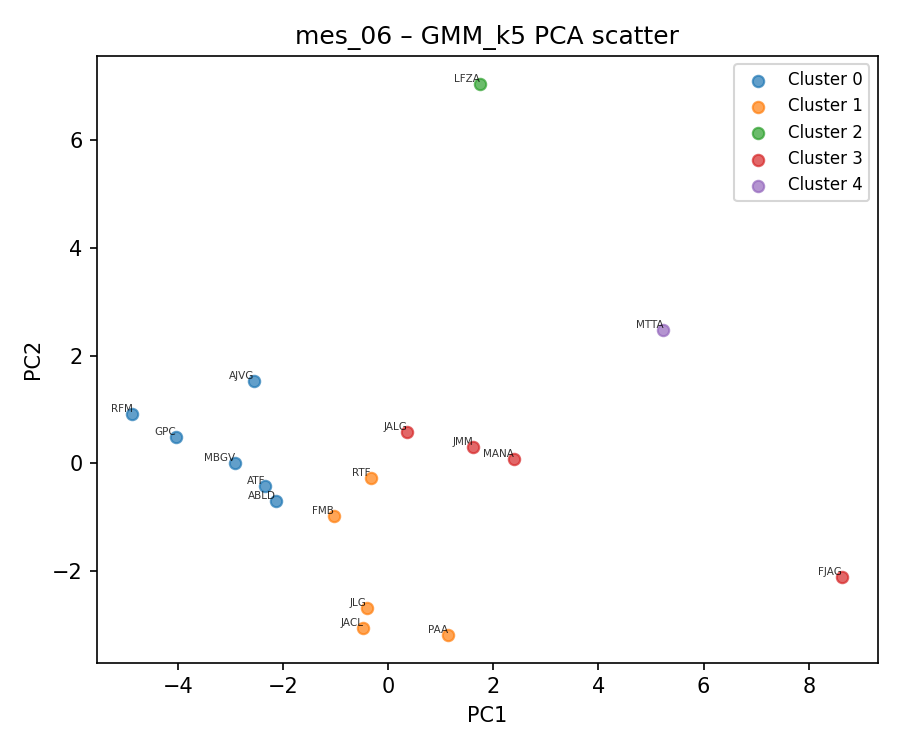 mes_06 – GMM_k5 PCA scatter
LFZA
Cluster 0
Cluster 1
Cluster 2
Cluster 3
Cluster 4
6
4
MTTA
2
AJVG
RFM
GPC
JALG
JMM
MANA
MBGV
0
RTF
ATF
ABLD
FMB
−2
FJAG
JLG
JACL
PAA
−4
−2
0
2
4
6
8
PC1
PC2